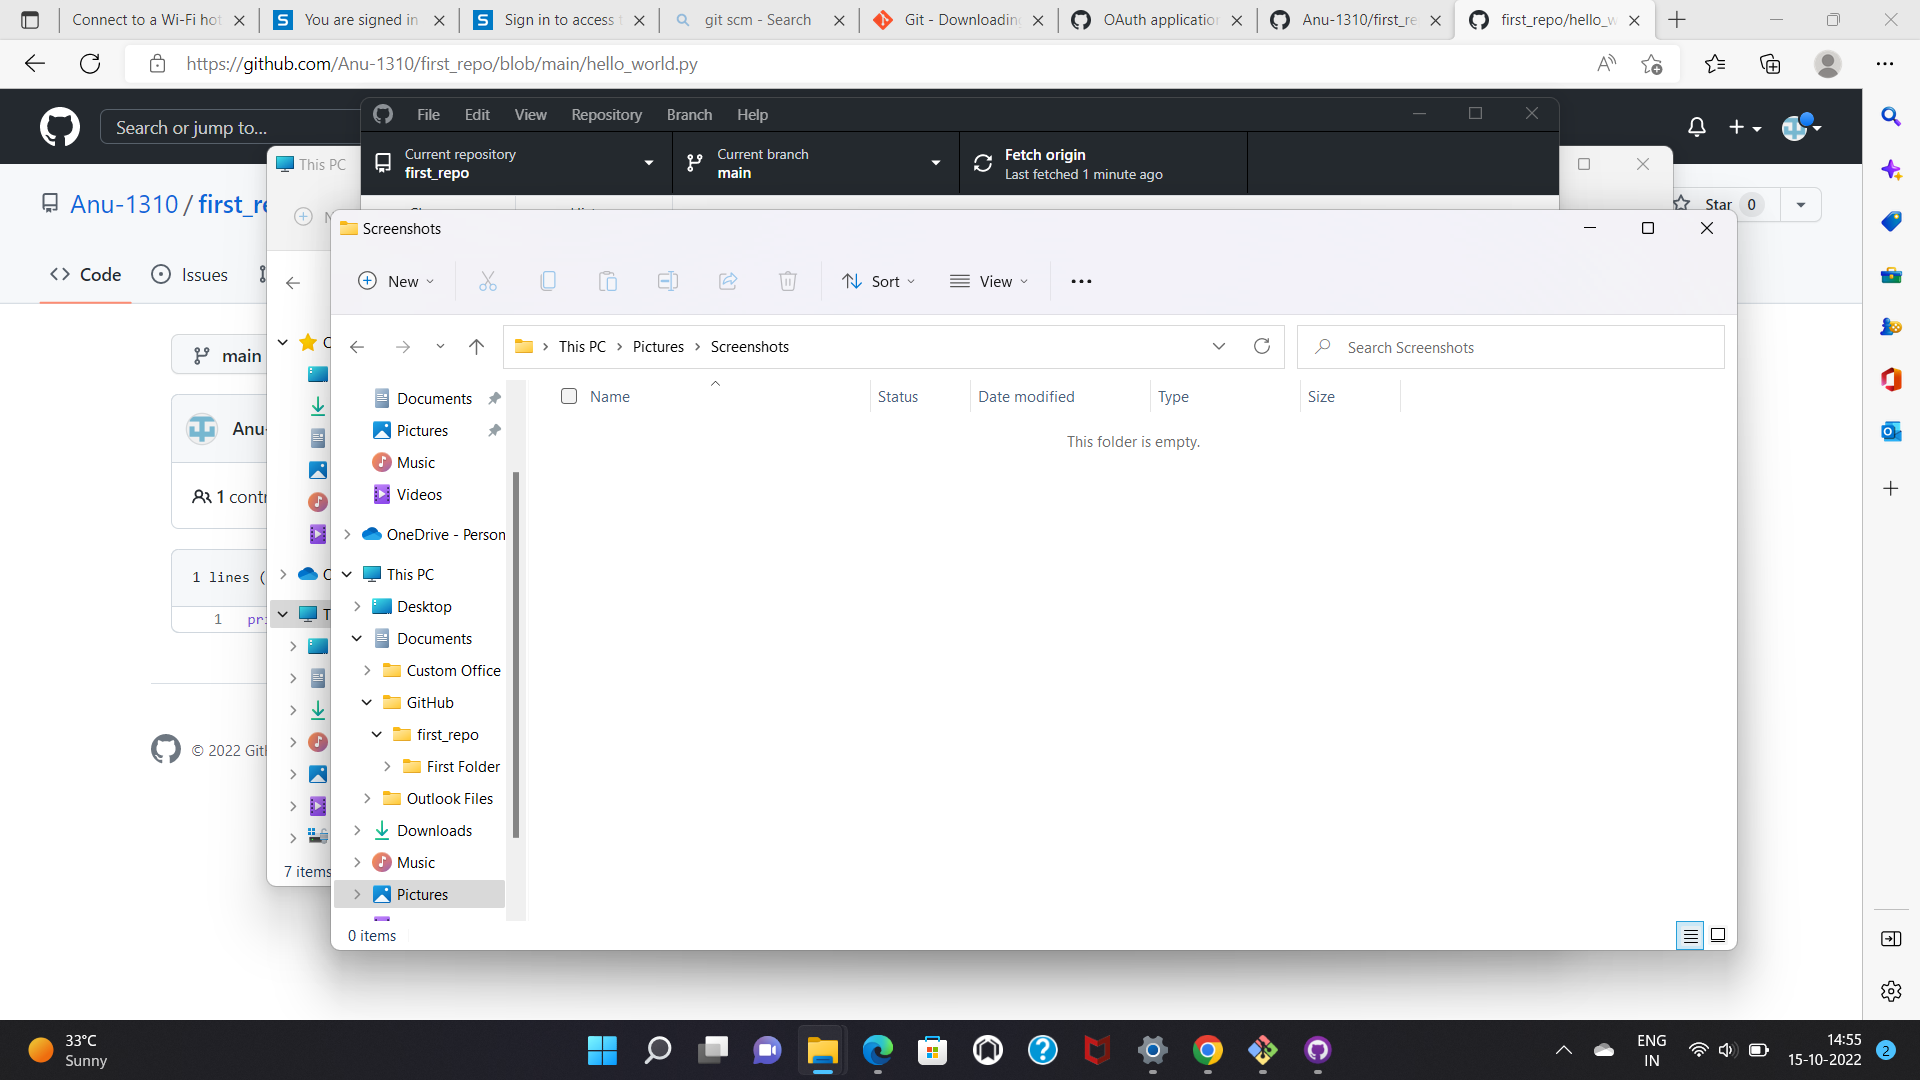 Connect to a Wi-Fi hot
You are signed in
Sign in to access t
git scm - Search
Git - Downloading
OAuth application
Anu-1310/first_re
first_repo/hello_w
https://github.com/Anu-1310/first_repo/blob/main/hello_world.py
Search or jump to...
File Edit View Repository Branch Help
This PC
Current repository
first_repo
Current branch
main
Fetch origin
Last fetched 1 minute ago
Anu-1310 / first_re
Star 0
Screenshots
Code
Issues
New
Sort
View
This PC > Pictures > Screenshots
Search Screenshots
main
Name
Status
Date modified
Type
Size
This folder is empty.
Anu-
1 contr
1 lines (
1 pri
© 2022 Git
7 items
Documents
Pictures
Music
Videos
OneDrive - Person
This PC
Desktop
Documents
Custom Office
GitHub
first_repo
First Folder
Outlook Files
Downloads
Music
Pictures
0 items
33°C
Sunny
ENG
IN
14:55
15-10-2022
2